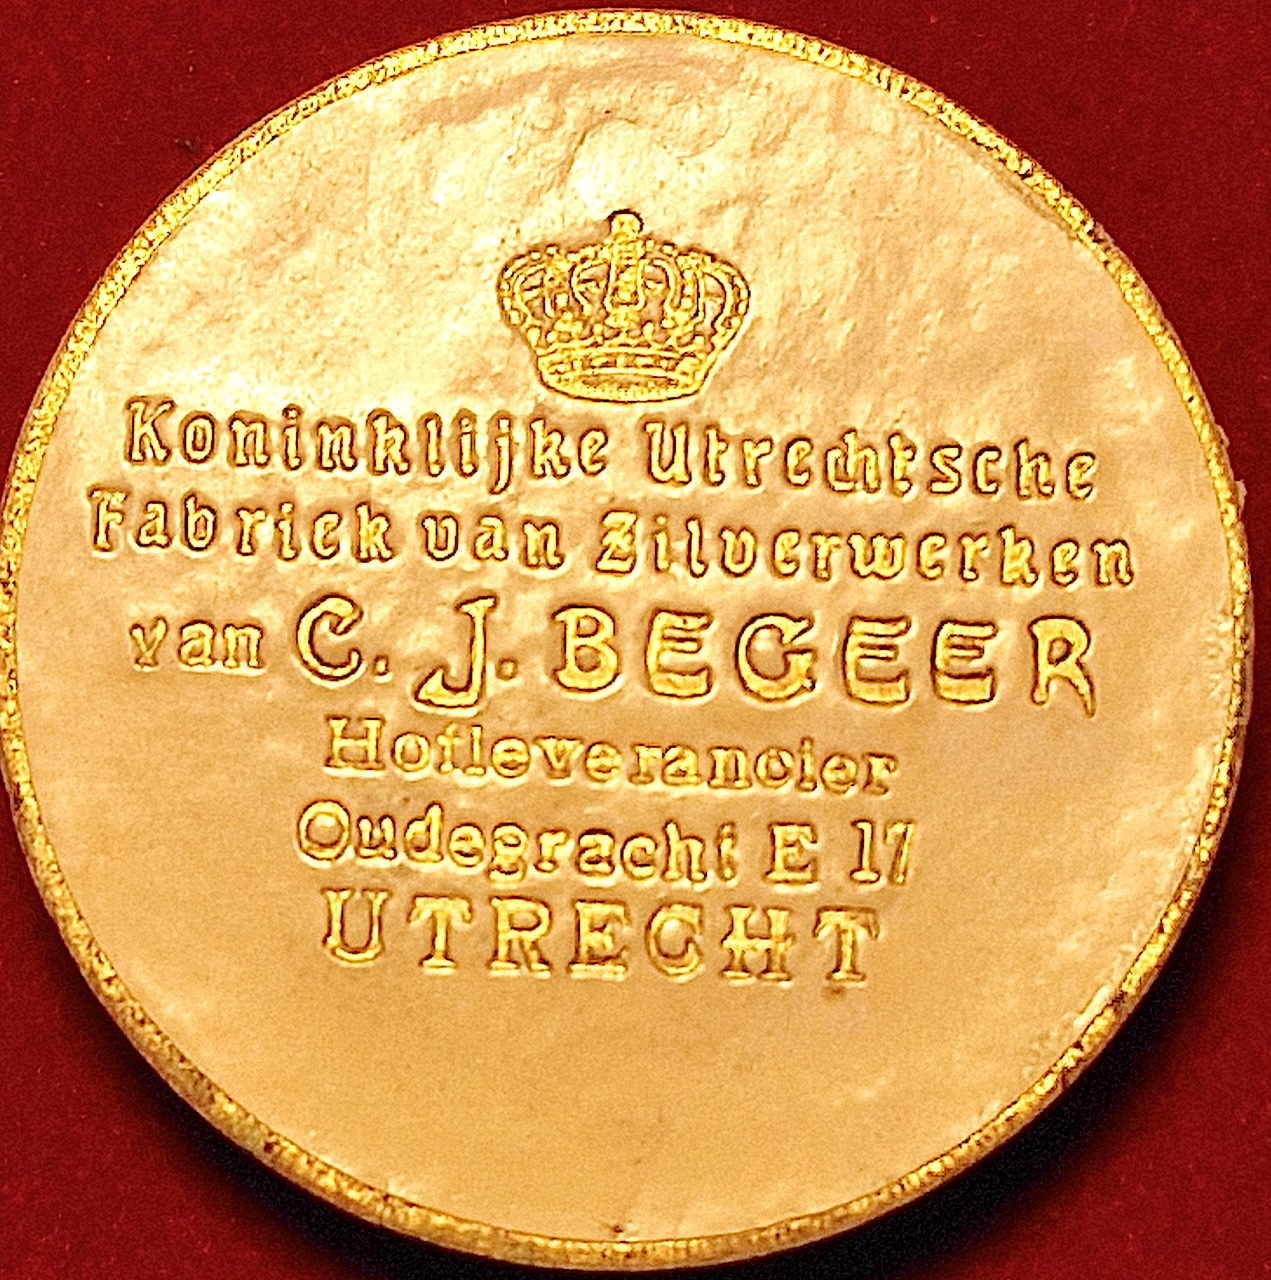 Koninklijke Utrechtsche
Fabriek van Zilverwerken
van C. J. BEGEER
Hofleverancier
Oudegracht E 17
UTRECHT